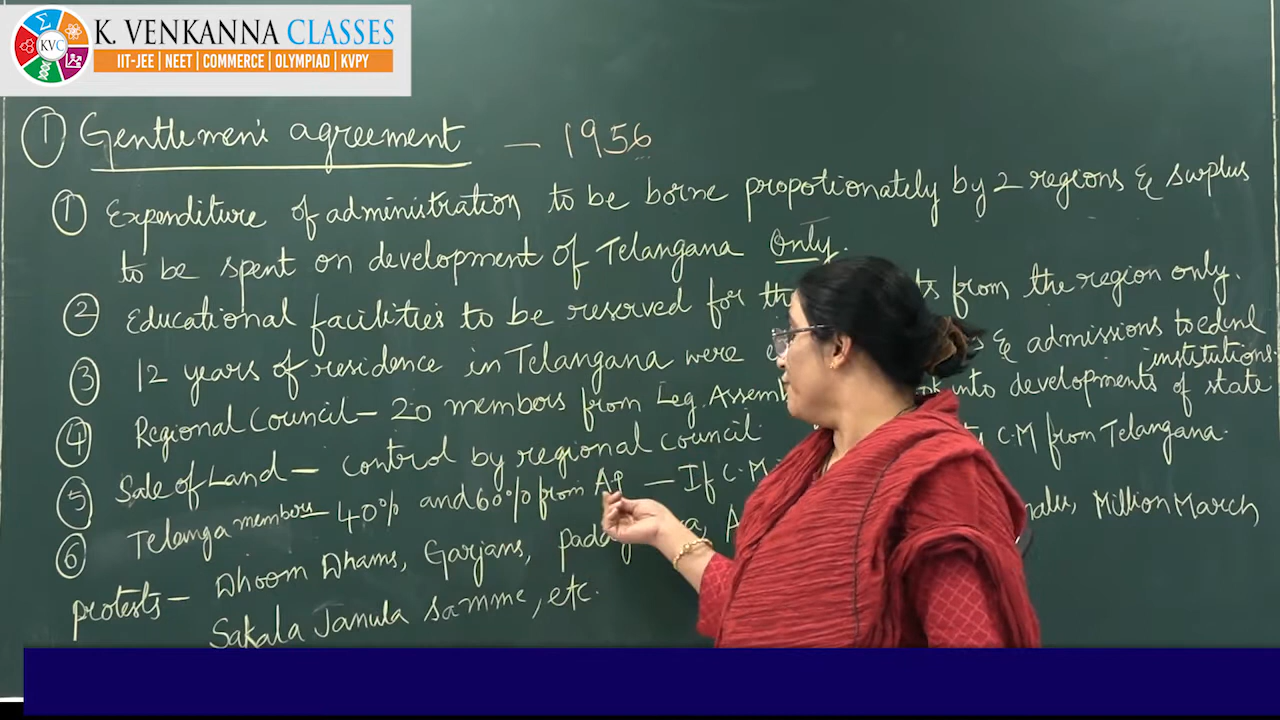 KVC
K. VENKANNA CLASSES
IIT-JEE | NEET | COMMERCE | OLYMPIAD | KVPY
① Gentlemen's agreement — 1956
① Expenditure of administration to be borne propotionately by 2 regions & surplus
to be spent on development of Telangana Only.
② Educational facilities to be reserved for from the region only.
③ 12 years of residence in Telangana were & admissions to ednl institutions.
④ Regional Council - 20 members from Leg. Assemb into developments of state
⑤ Sale of Land - control by regional council.
⑥ Telanga members - 40% and 60% from AP — If C.M C.M from Telangana.
protests - Dhoom Dhams, Garjans, Million March
Sakala Janula Samme, etc.